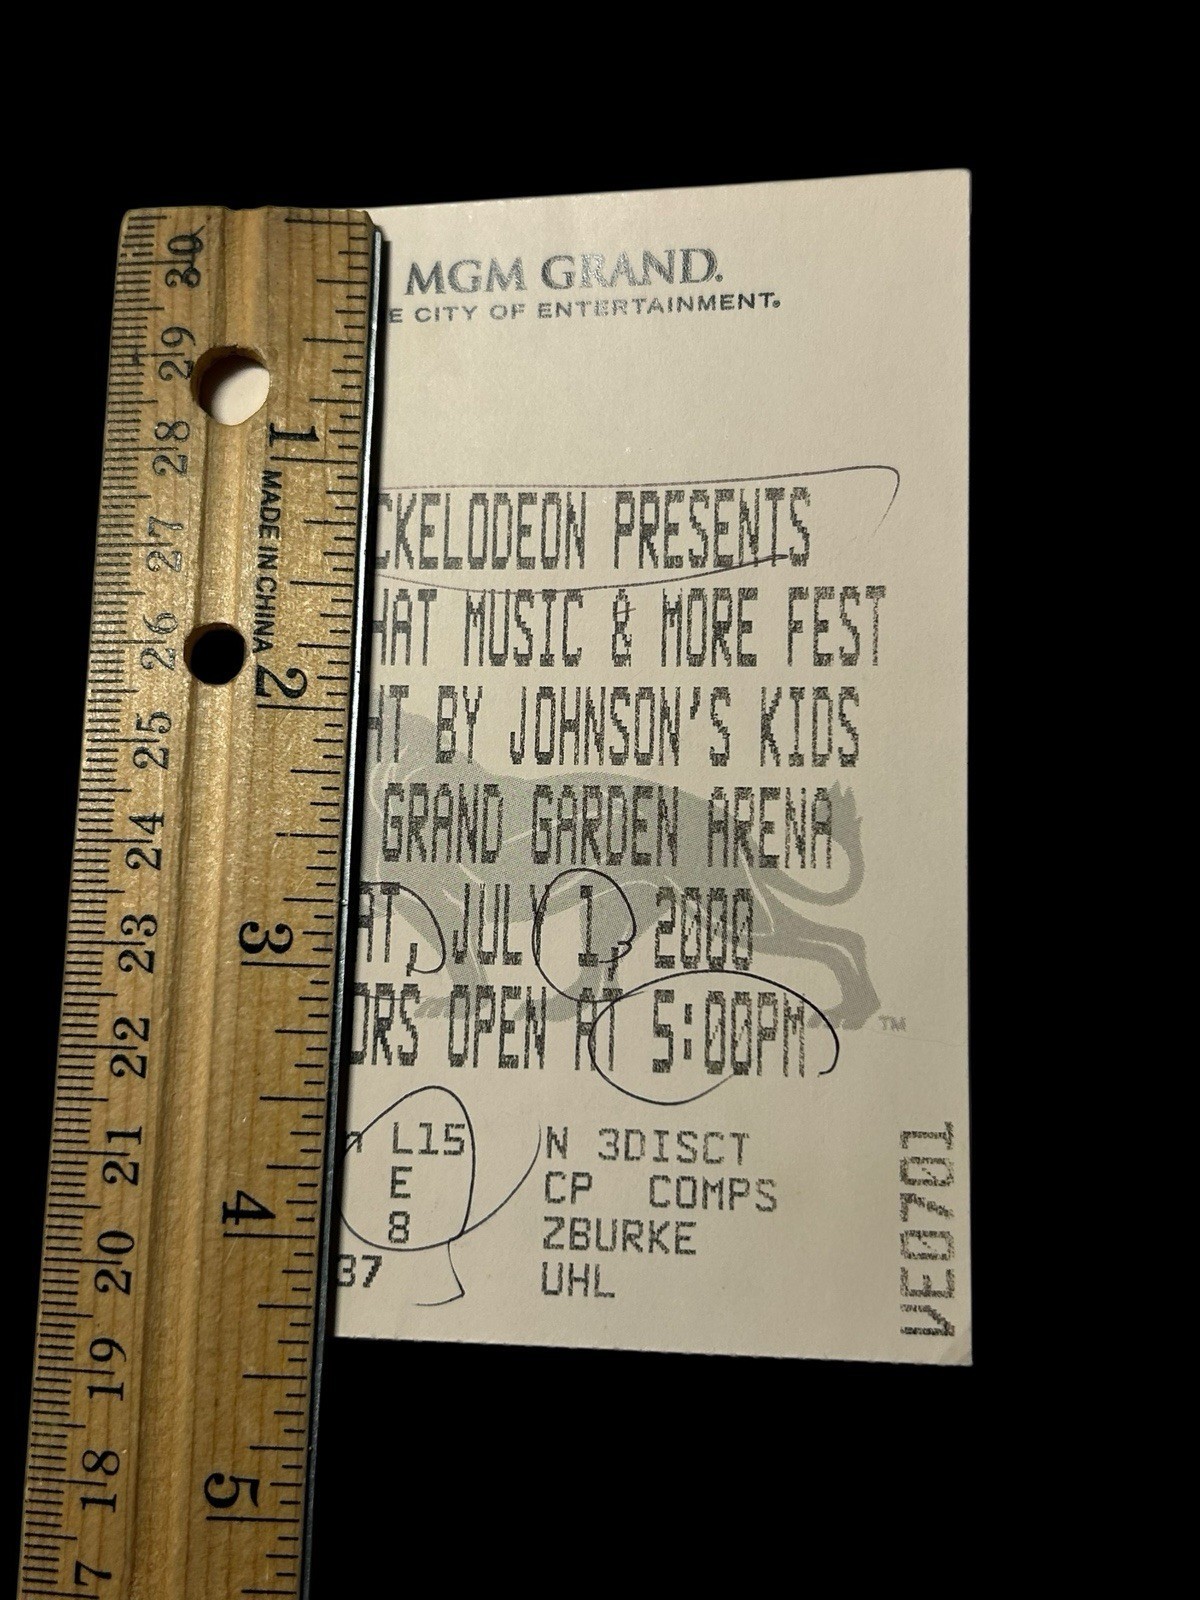 MGM GRAND.
E CITY OF ENTERTAINMENT.
CKELODEON PRESENTS
HAT MUSIC & MORE FEST
HT BY JOHNSON'S KIDS
GRAND GARDEN ARENA
AT, JULY 1, 2000
ORS OPEN AT 5:00PM
TM
L15 N 3DISCT
E CP COMPS
8 ZBURKE
37 UHL
VE0701
30
29
28
27
26
25
24
23
22
21
20
19
18
17
1
MADE IN CHINA
2
3
4
5